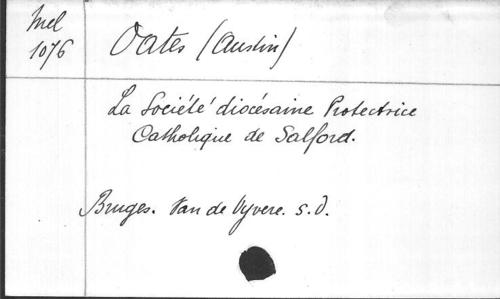 Mel
1076
Oates (Austin)
La Société diocésaine Protectrice
Catholique de Salford.
Bruges. Van de Vyvere. s.d.